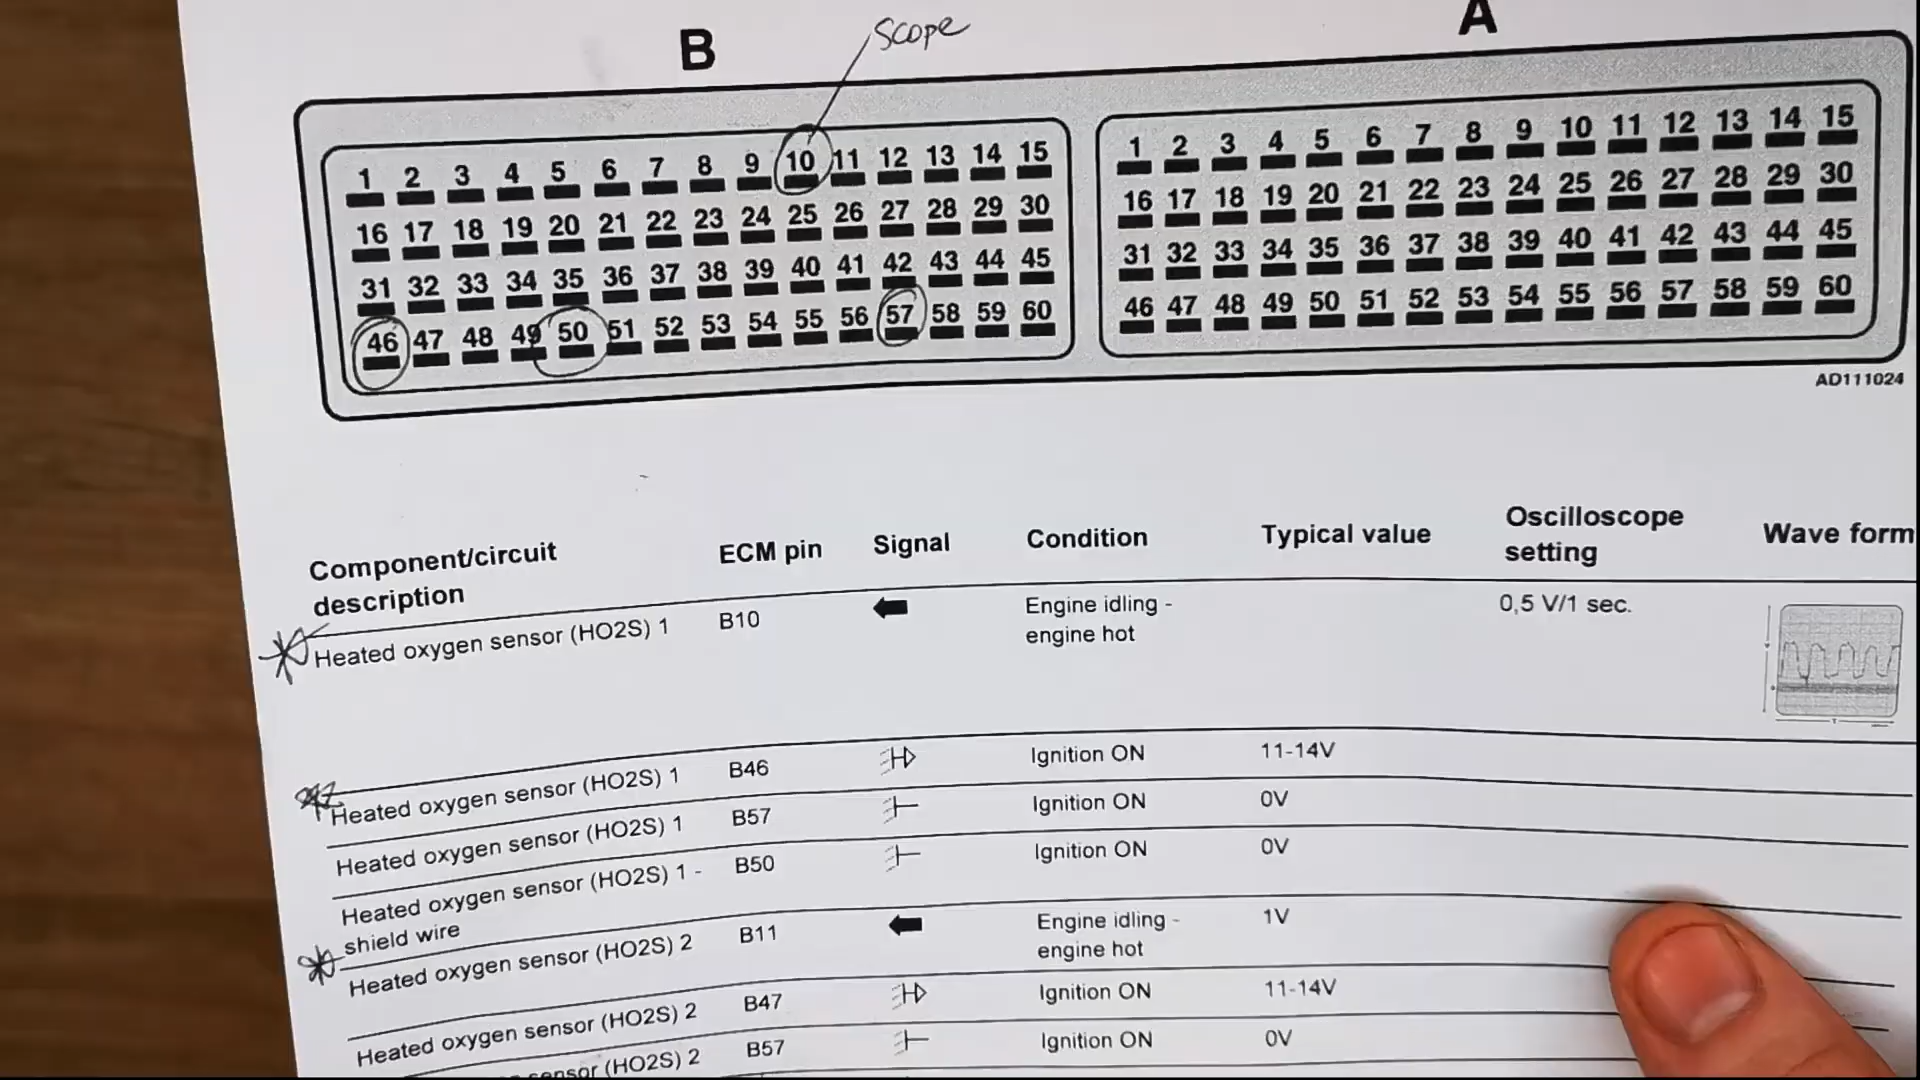 scope
B
A
1 2 3 4 5 6 7 8 9 10 11 12 13 14 15
16 17 18 19 20 21 22 23 24 25 26 27 28 29 30
31 32 33 34 35 36 37 38 39 40 41 42 43 44 45
46 47 48 49 50 51 52 53 54 55 56 57 58 59 60
1 2 3 4 5 6 7 8 9 10 11 12 13 14 15
16 17 18 19 20 21 22 23 24 25 26 27 28 29 30
31 32 33 34 35 36 37 38 39 40 41 42 43 44 45
46 47 48 49 50 51 52 53 54 55 56 57 58 59 60
AD111024
Component/circuit description ECM pin Signal Condition Typical value Oscilloscope setting Wave form
Heated oxygen sensor (HO2S) 1 B10 Engine idling - engine hot 0,5 V/1 sec.
Heated oxygen sensor (HO2S) 1 B46 Ignition ON 11-14V
Heated oxygen sensor (HO2S) 1 B57 Ignition ON 0V
Heated oxygen sensor (HO2S) 1 - shield wire B50 Ignition ON 0V
Heated oxygen sensor (HO2S) 2 B11 Engine idling - engine hot 1V
Heated oxygen sensor (HO2S) 2 B47 Ignition ON 11-14V
sensor (HO2S) 2 B57 Ignition ON 0V